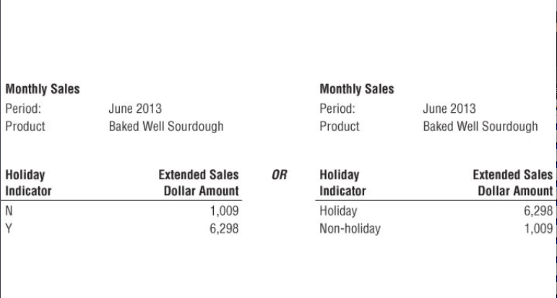 Monthly Sales
Period: June 2013
Product Baked Well Sourdough
Holiday Indicator Extended Sales Dollar Amount
N 1,009
Y 6,298
OR
Monthly Sales
Period: June 2013
Product Baked Well Sourdough
Holiday Indicator Extended Sales Dollar Amount
Holiday 6,298
Non-holiday 1,009